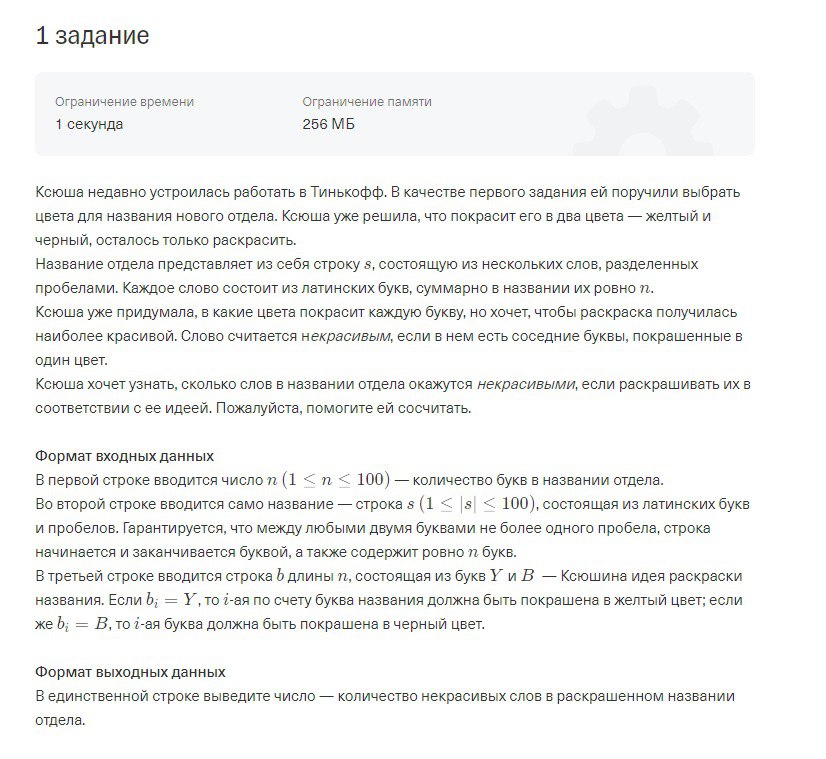 1 задание
Ограничение времени Ограничение памяти
1 секунда 256 МБ
Ксюша недавно устроилась работать в Тинькофф. В качестве первого задания ей поручили выбрать
цвета для названия нового отдела. Ксюша уже решила, что покрасит его в два цвета — желтый и
черный, осталось только раскрасить.
Название отдела представляет из себя строку s, состоящую из нескольких слов, разделенных
пробелами. Каждое слово состоит из латинских букв, суммарно в названии их ровно n.
Ксюша уже придумала, в какие цвета покрасит каждую букву, но хочет, чтобы раскраска получилась
наиболее красивой. Слово считается некрасивым, если в нем есть соседние буквы, покрашенные в
один цвет.
Ксюша хочет узнать, сколько слов в названии отдела окажутся некрасивыми, если раскрашивать их в
соответствии с ее идеей. Пожалуйста, помогите ей сосчитать.
Формат входных данных
В первой строке вводится число n (1 ≤ n ≤ 100) — количество букв в названии отдела.
Во второй строке вводится само название — строка s (1 ≤ |s| ≤ 100), состоящая из латинских букв
и пробелов. Гарантируется, что между любыми двумя буквами не более одного пробела, строка
начинается и заканчивается буквой, а также содержит ровно n букв.
В третьей строке вводится строка b длины n, состоящая из букв Y и B — Ксюшина идея раскраски
названия. Если bᵢ = Y, то i-ая по счету буква названия должна быть покрашена в желтый цвет; если
же bᵢ = B, то i-ая буква должна быть покрашена в черный цвет.
Формат выходных данных
В единственной строке выведите число — количество некрасивых слов в раскрашенном названии
отдела.